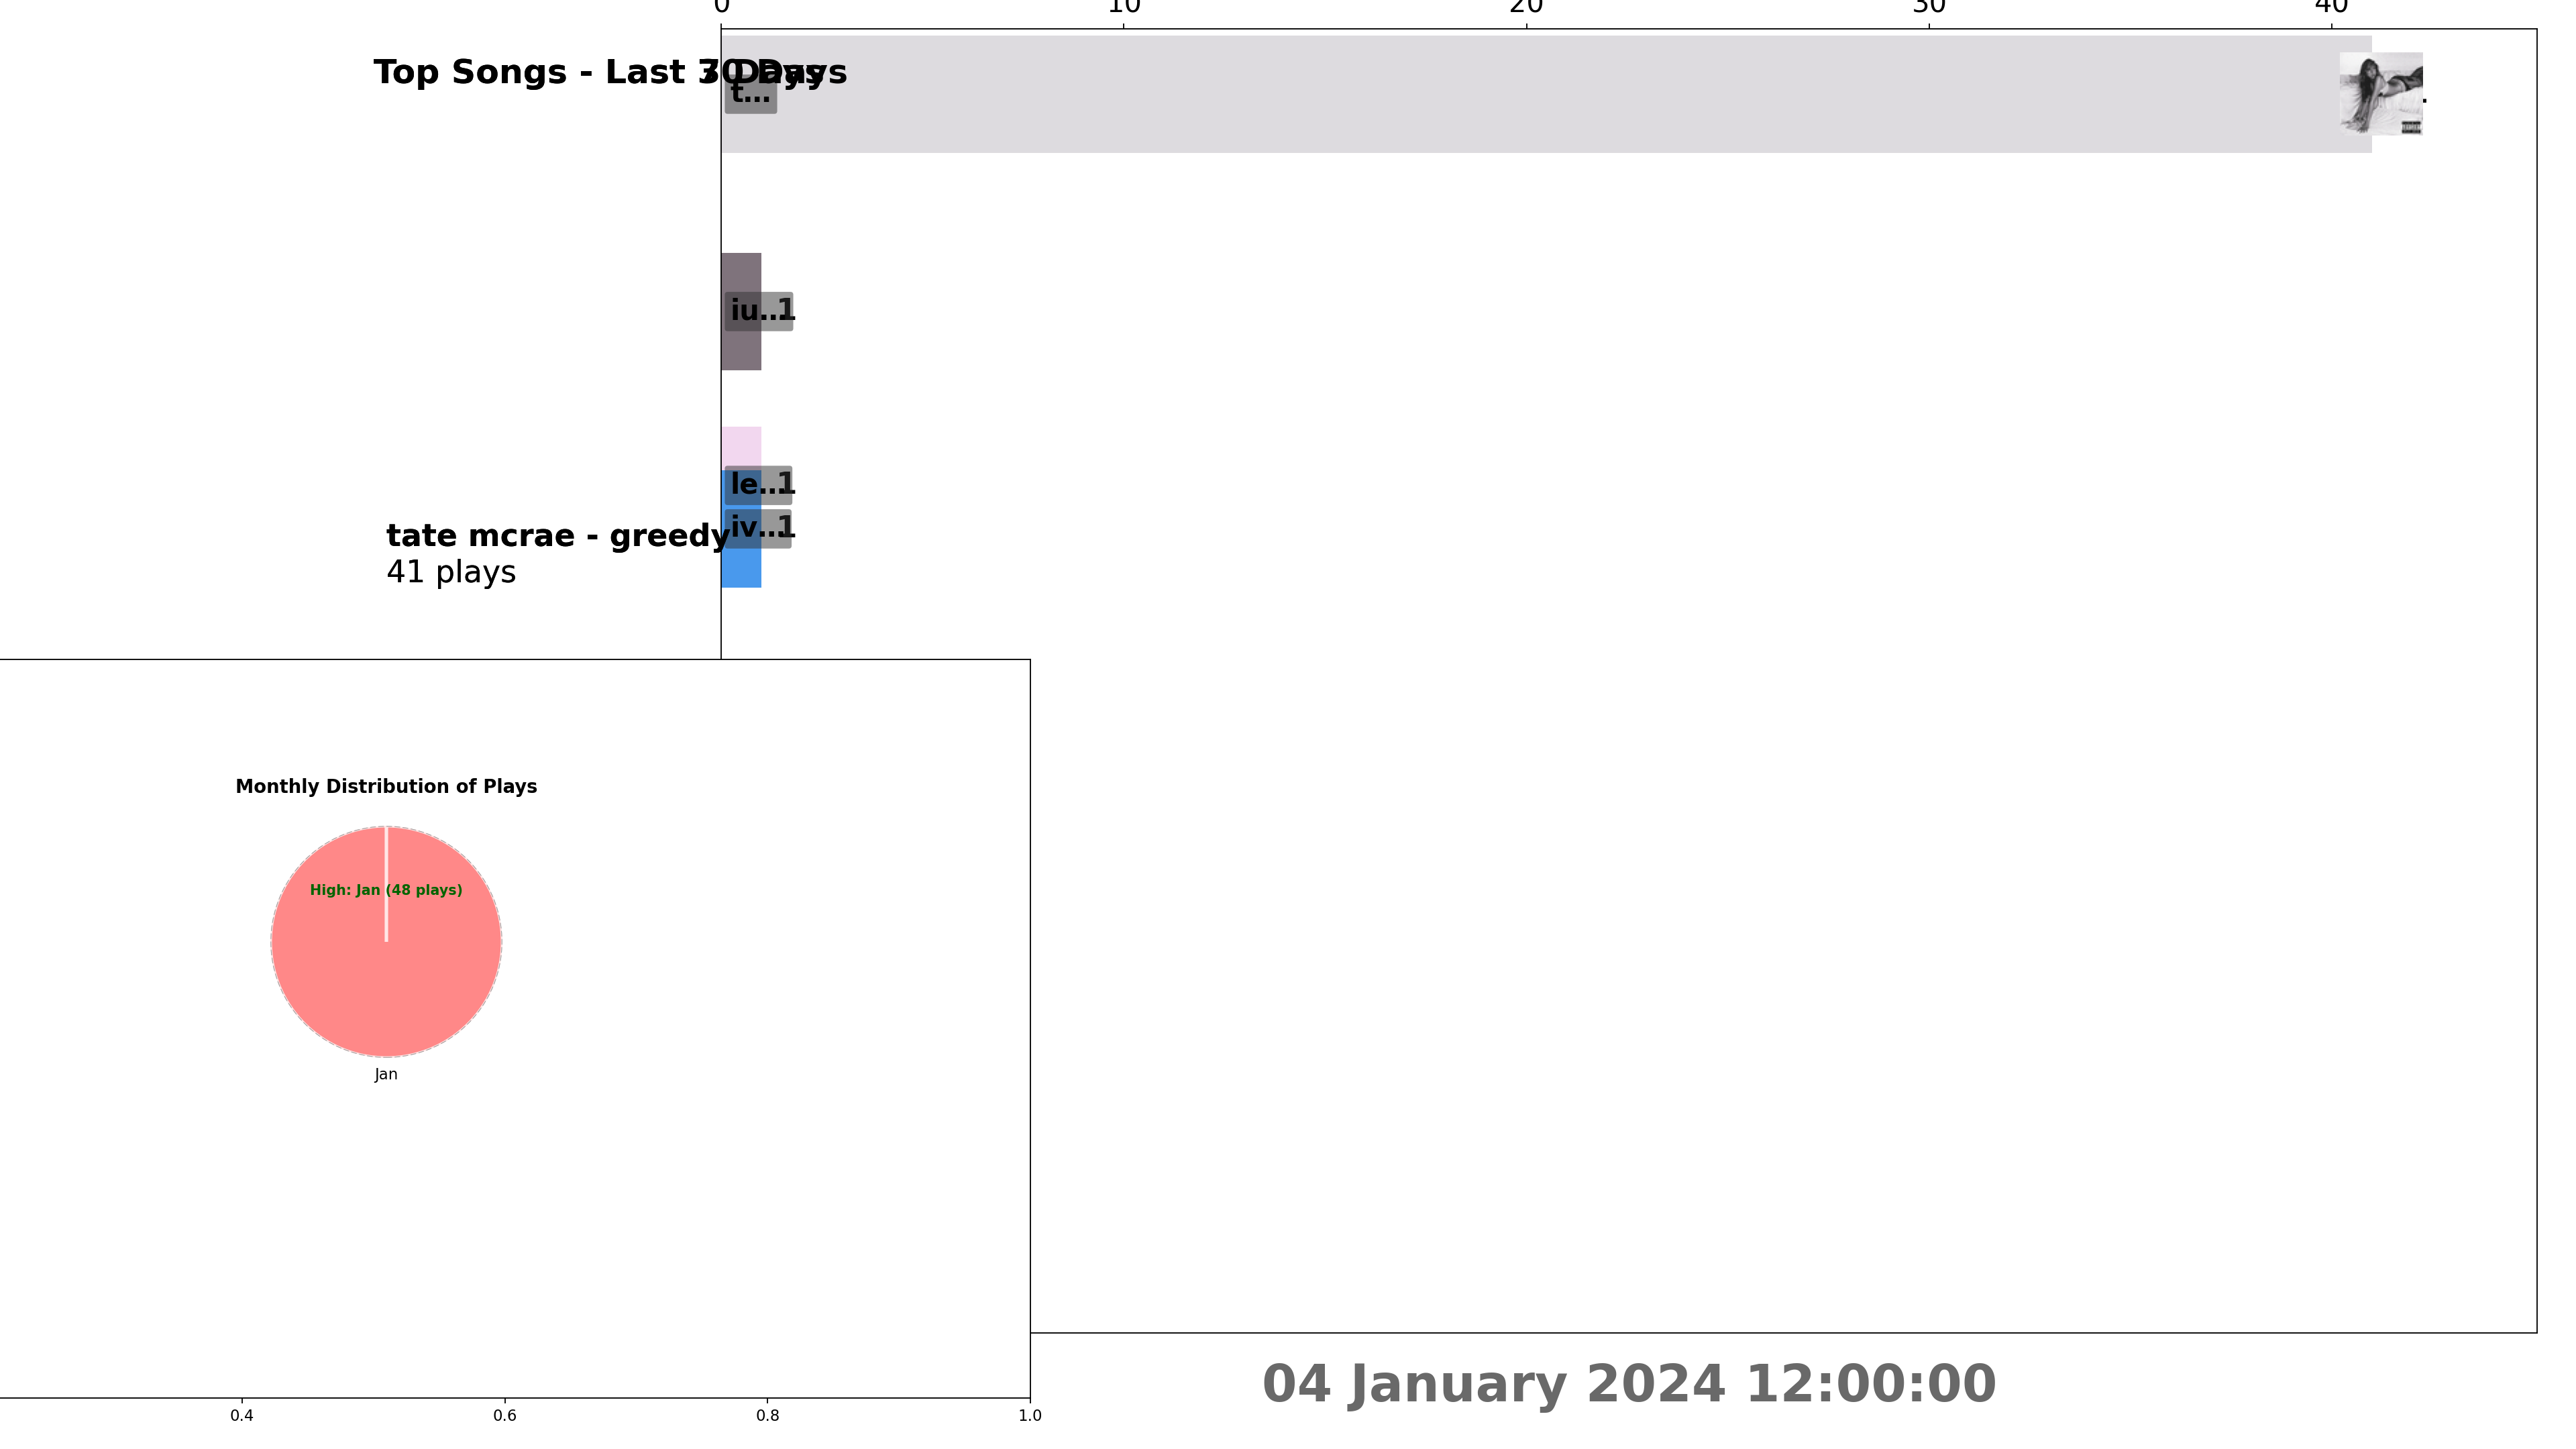 0 10 20 30 40
Top Songs - Last Days
t...
iu...1
le...1
iv...1
tate mcrae - greedy
41 plays
Monthly Distribution of Plays
High: Jan (48 plays)
Jan
0.4 0.6 0.8 1.0
04 January 2024 12:00:00